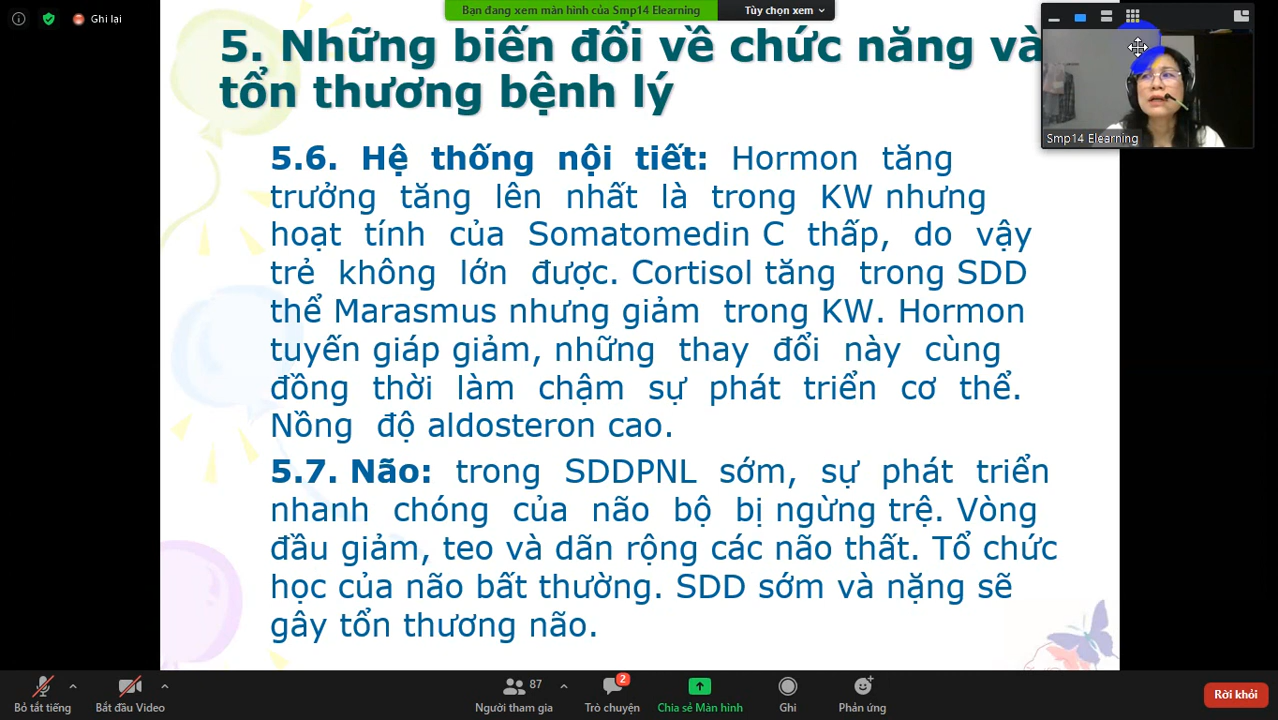 Ghi lại
Bạn đang xem màn hình của Smp14 Elearning
Tùy chọn xem
5. Những biến đổi về chức năng và
tổn thương bệnh lý
Smp14 Elearning
5.6. Hệ thống nội tiết: Hormon tăng
trưởng tăng lên nhất là trong KW nhưng
hoạt tính của Somatomedin C thấp, do vậy
trẻ không lớn được. Cortisol tăng trong SDD
thể Marasmus nhưng giảm trong KW. Hormon
tuyến giáp giảm, những thay đổi này cùng
đồng thời làm chậm sự phát triển cơ thể.
Nồng độ aldosteron cao.
5.7. Não: trong SDDPNL sớm, sự phát triển
nhanh chóng của não bộ bị ngừng trệ. Vòng
đầu giảm, teo và dãn rộng các não thất. Tổ chức
học của não bất thường. SDD sớm và nặng sẽ
gây tổn thương não.
Bỏ tắt tiếng
Bắt đầu Video
87
Người tham gia
2
Trò chuyện
Chia sẻ Màn hình
Ghi
Phản ứng
Rời khỏi